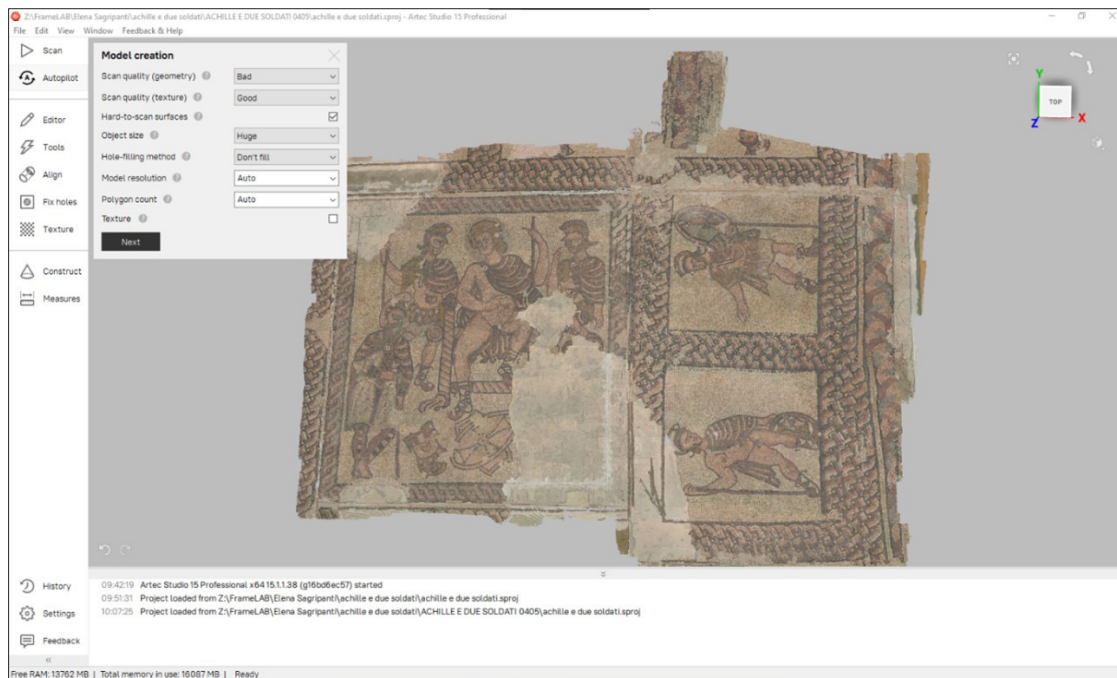 Z:\FrameLAB\Elena Sagripanti\achille e due soldati\ACHILLE E DUE SOLDATI 0405\achille e due soldati.sproj - Artec Studio 15 Professional
File Edit View Window Feedback & Help
Scan
Autopilot
Editor
Tools
Align
Fix holes
Texture
Construct
Measures
History
Settings
Feedback
Model creation
Scan quality (geometry) ? Bad
Scan quality (texture) ? Good
Hard-to-scan surfaces ?
Object size ? Huge
Hole-filling method ? Don't fill
Model resolution ? Auto
Polygon count ? Auto
Texture ?
Next
Y
TOP
Z X
09:42:19 Artec Studio 15 Professional x64 15.1.1.38 (g16bd6ec57) started
09:51:31 Project loaded from Z:\FrameLAB\Elena Sagripanti\achille e due soldati\achille e due soldati.sproj
10:07:25 Project loaded from Z:\FrameLAB\Elena Sagripanti\achille e due soldati\ACHILLE E DUE SOLDATI 0405\achille e due soldati.sproj
Free RAM: 13762 MB | Total memory in use: 16087 MB | Ready